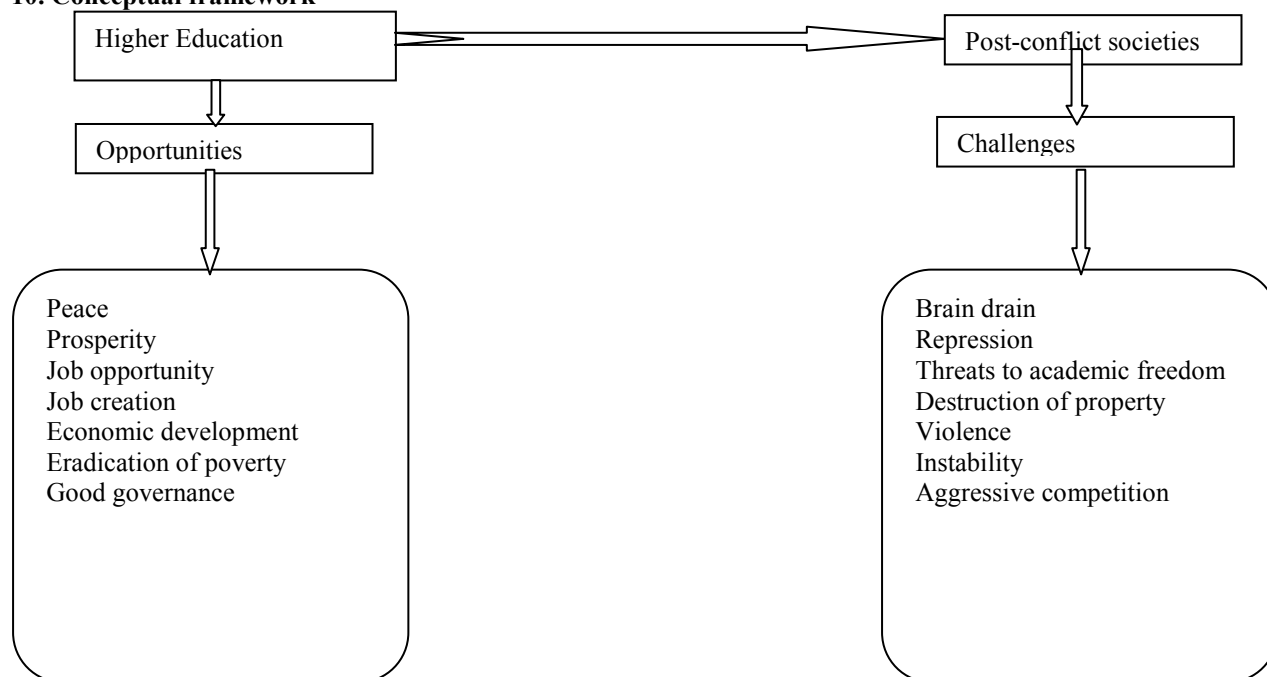 10. Conceptual framework
Higher Education
Post-conflict societies
Opportunities
Challenges
Peace
Prosperity
Job opportunity
Job creation
Economic development
Eradication of poverty
Good governance
Brain drain
Repression
Threats to academic freedom
Destruction of property
Violence
Instability
Aggressive competition